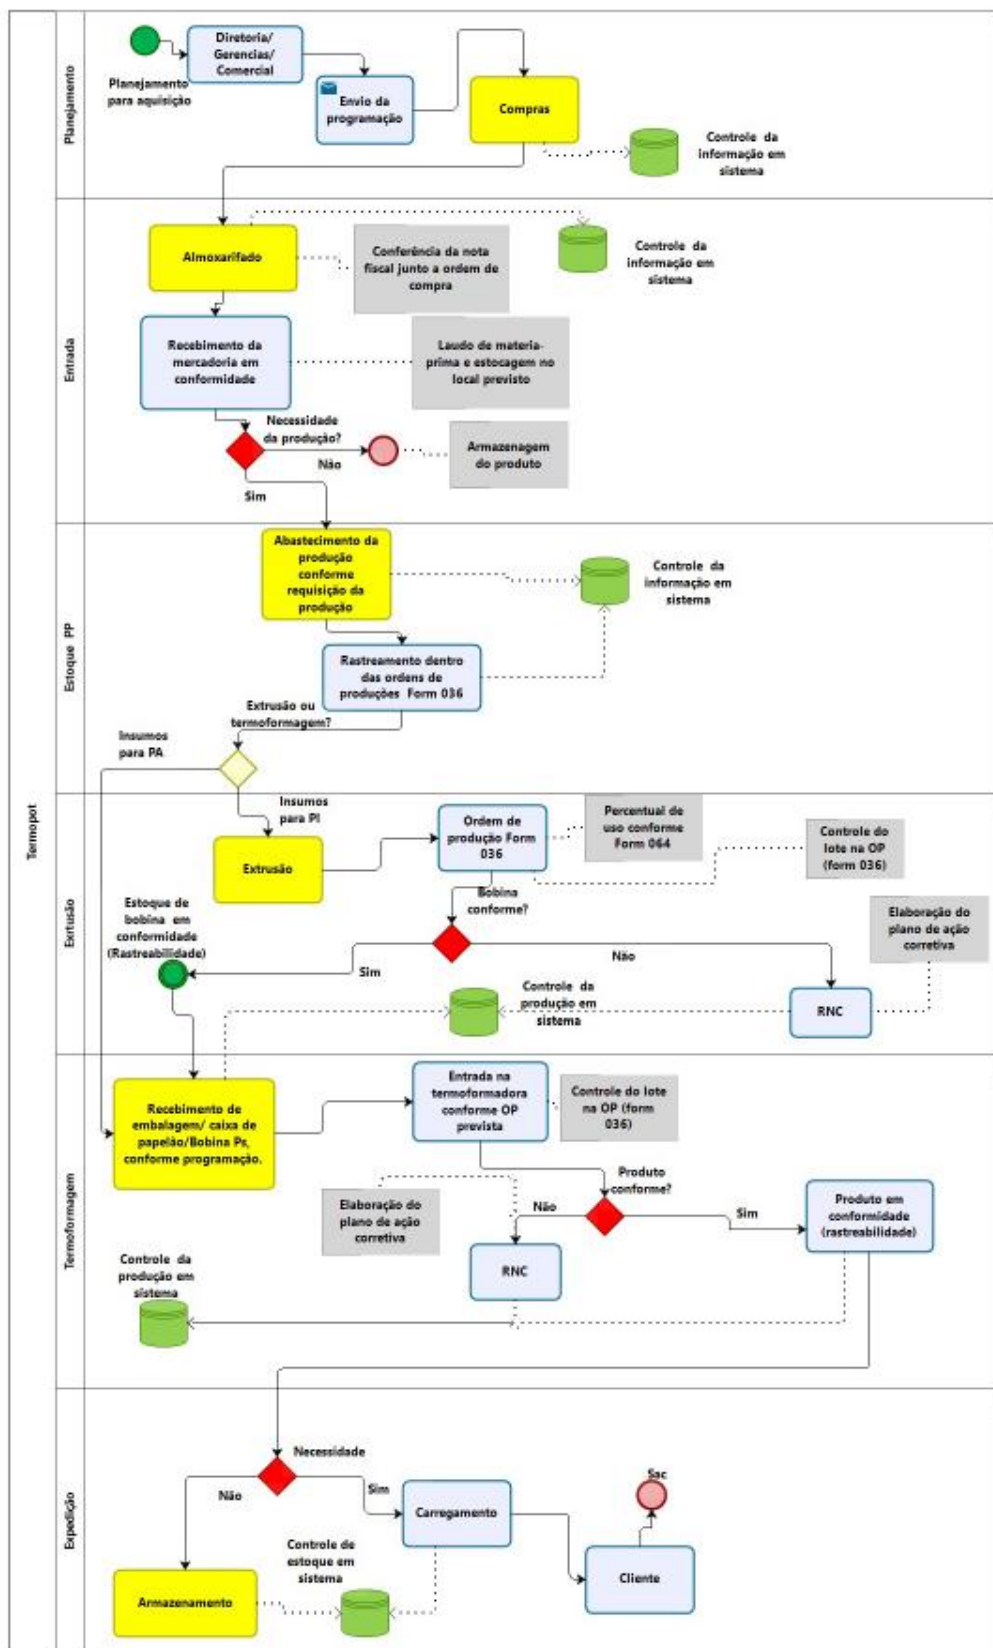 Termopot
Planejamento
Planejamento
para aquisição
Diretoria/
Gerencias/
Comercial
Envio da
programação
Compras
Controle da
informação em
sistema
Entrada
Almoxarifado
Conferência da nota
fiscal junto a ordem de
compra
Controle da
informação em
sistema
Recebimento da
mercadoria em
conformidade
Laudo de materia-
prima e estocagem no
local previsto
Necessidade
da produção?
Não
Sim
Armazenagem
do produto
Estoque PP
Abastecimento da
produção
conforme
requisição da
produção
Controle da
informação em
sistema
Rastreamento dentro
das ordens de
produções Form 036
Extrusão ou
termoformagem?
Insumos
para PA
Insumos
para PI
Exrtusão
Extrusão
Ordem de
produção Form
036
Percentual de
uso conforme
Form 064
Controle do
lote na OP
(form 036)
Bobina
conforme?
Estoque de
bobina em
conformidade
(Rastreabilidade)
Sim
Não
Elaboração do
plano de ação
corretiva
Controle da
produção em
sistema
RNC
Termoformagem
Recebimento de
embalagem/ caixa de
papelão/Bobina Ps,
conforme programação.
Entrada na
termoformadora
conforme OP
prevista
Controle do lote
na OP (form
036)
Produto
conforme?
Elaboração do
plano de ação
corretiva
Não
Sim
Produto em
conformidade
(rastreabilidade)
RNC
Controle da
produção em
sistema
Expedição
Necessidade
Não
Sim
Carregamento
Sac
Controle de
estoque em
sistema
Cliente
Armazenamento